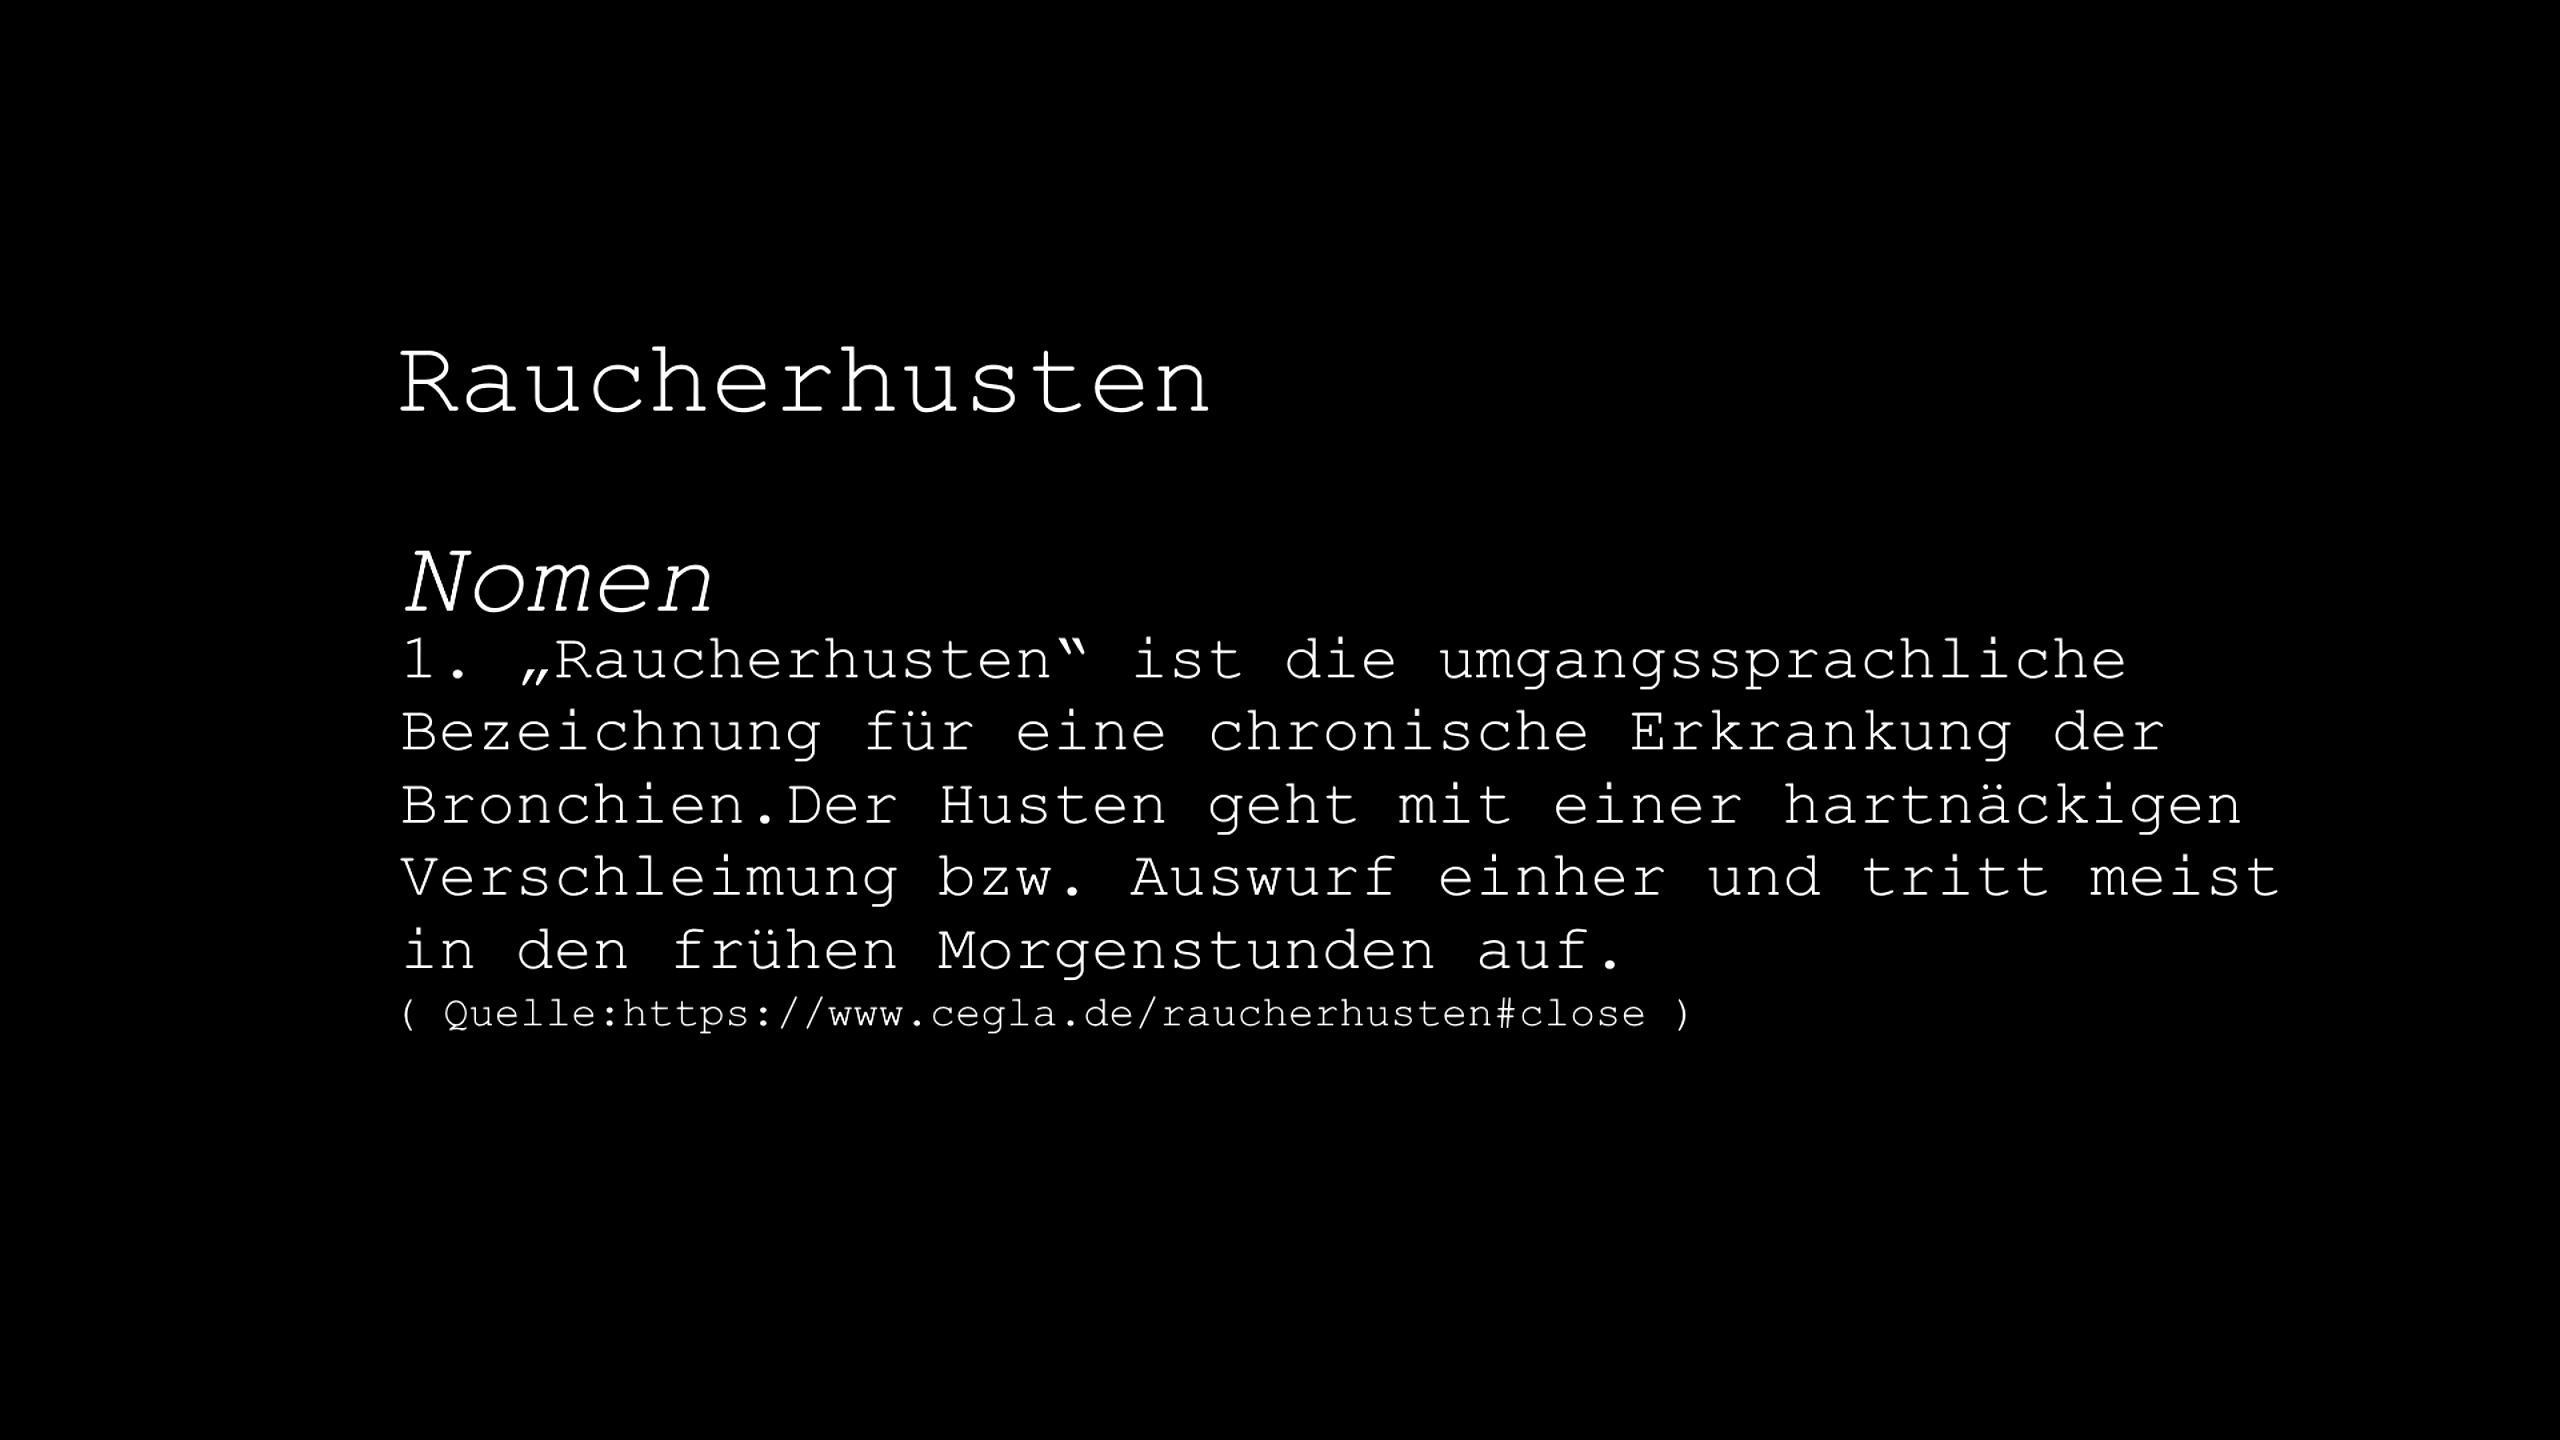 Raucherhusten
Nomen
1. „Raucherhusten“ ist die umgangssprachliche
Bezeichnung für eine chronische Erkrankung der
Bronchien.Der Husten geht mit einer hartnäckigen
Verschleimung bzw. Auswurf einher und tritt meist
in den frühen Morgenstunden auf.
( Quelle:https://www.cegla.de/raucherhusten#close )